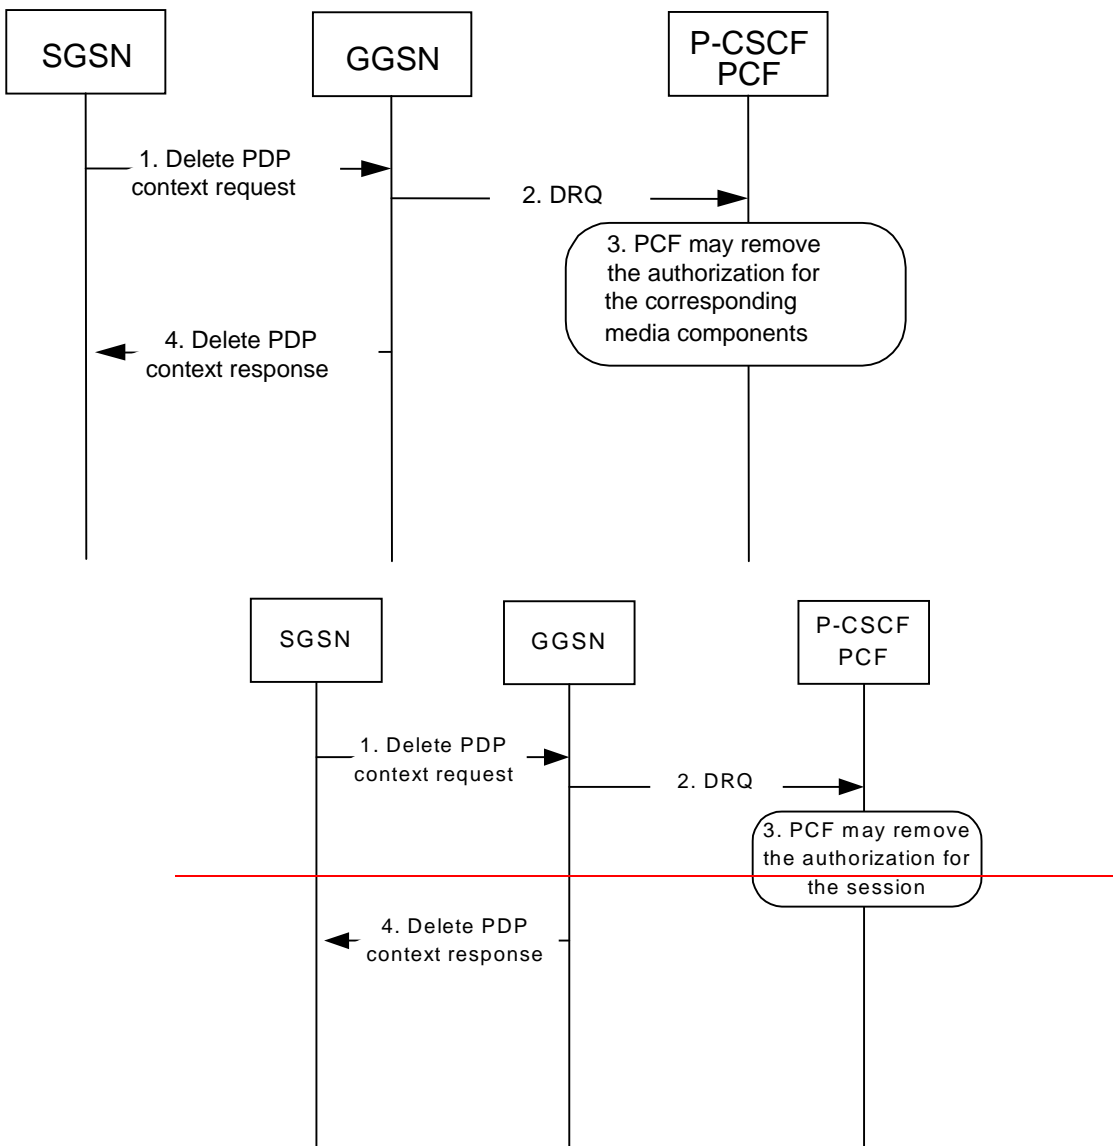 SGSN
GGSN
P-CSCF
PCF
1. Delete PDP
context request
2. DRQ
3. PCF may remove
the authorization for
the corresponding
media components
4. Delete PDP
context response
SGSN
GGSN
P-CSCF
PCF
1. Delete PDP
context request
2. DRQ
3. PCF may remove
the authorization for
the session
4. Delete PDP
context response